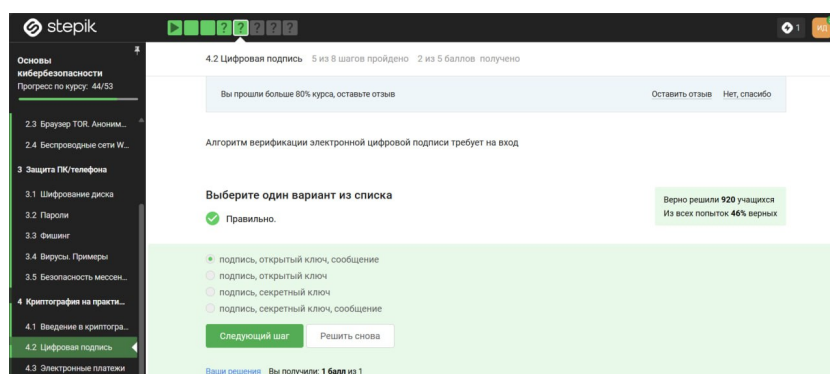 stepik
? ? ? ? ?
1
ИД
Основы
кибербезопасности
Прогресс по курсу: 44/53
2.3 Браузер TOR. Аноним...
2.4 Беспроводные сети W...
3 Защита ПК/телефона
3.1 Шифрование диска
3.2 Пароли
3.3 Фишинг
3.4 Вирусы. Примеры
3.5 Безопасность мессен...
4 Криптография на практи...
4.1 Введение в криптогра...
4.2 Цифровая подпись
4.3 Электронные платежи
4.2 Цифровая подпись 5 из 8 шагов пройдено 2 из 5 баллов получено
Вы прошли больше 80% курса, оставьте отзыв Оставить отзыв Нет, спасибо
Алгоритм верификации электронной цифровой подписи требует на вход
Выберите один вариант из списка
Правильно.
Верно решили 920 учащихся
Из всех попыток 46% верных
подпись, открытый ключ, сообщение
подпись, открытый ключ
подпись, секретный ключ
подпись, секретный ключ, сообщение
Следующий шаг Решить снова
Ваши решения Вы получили: 1 балл из 1